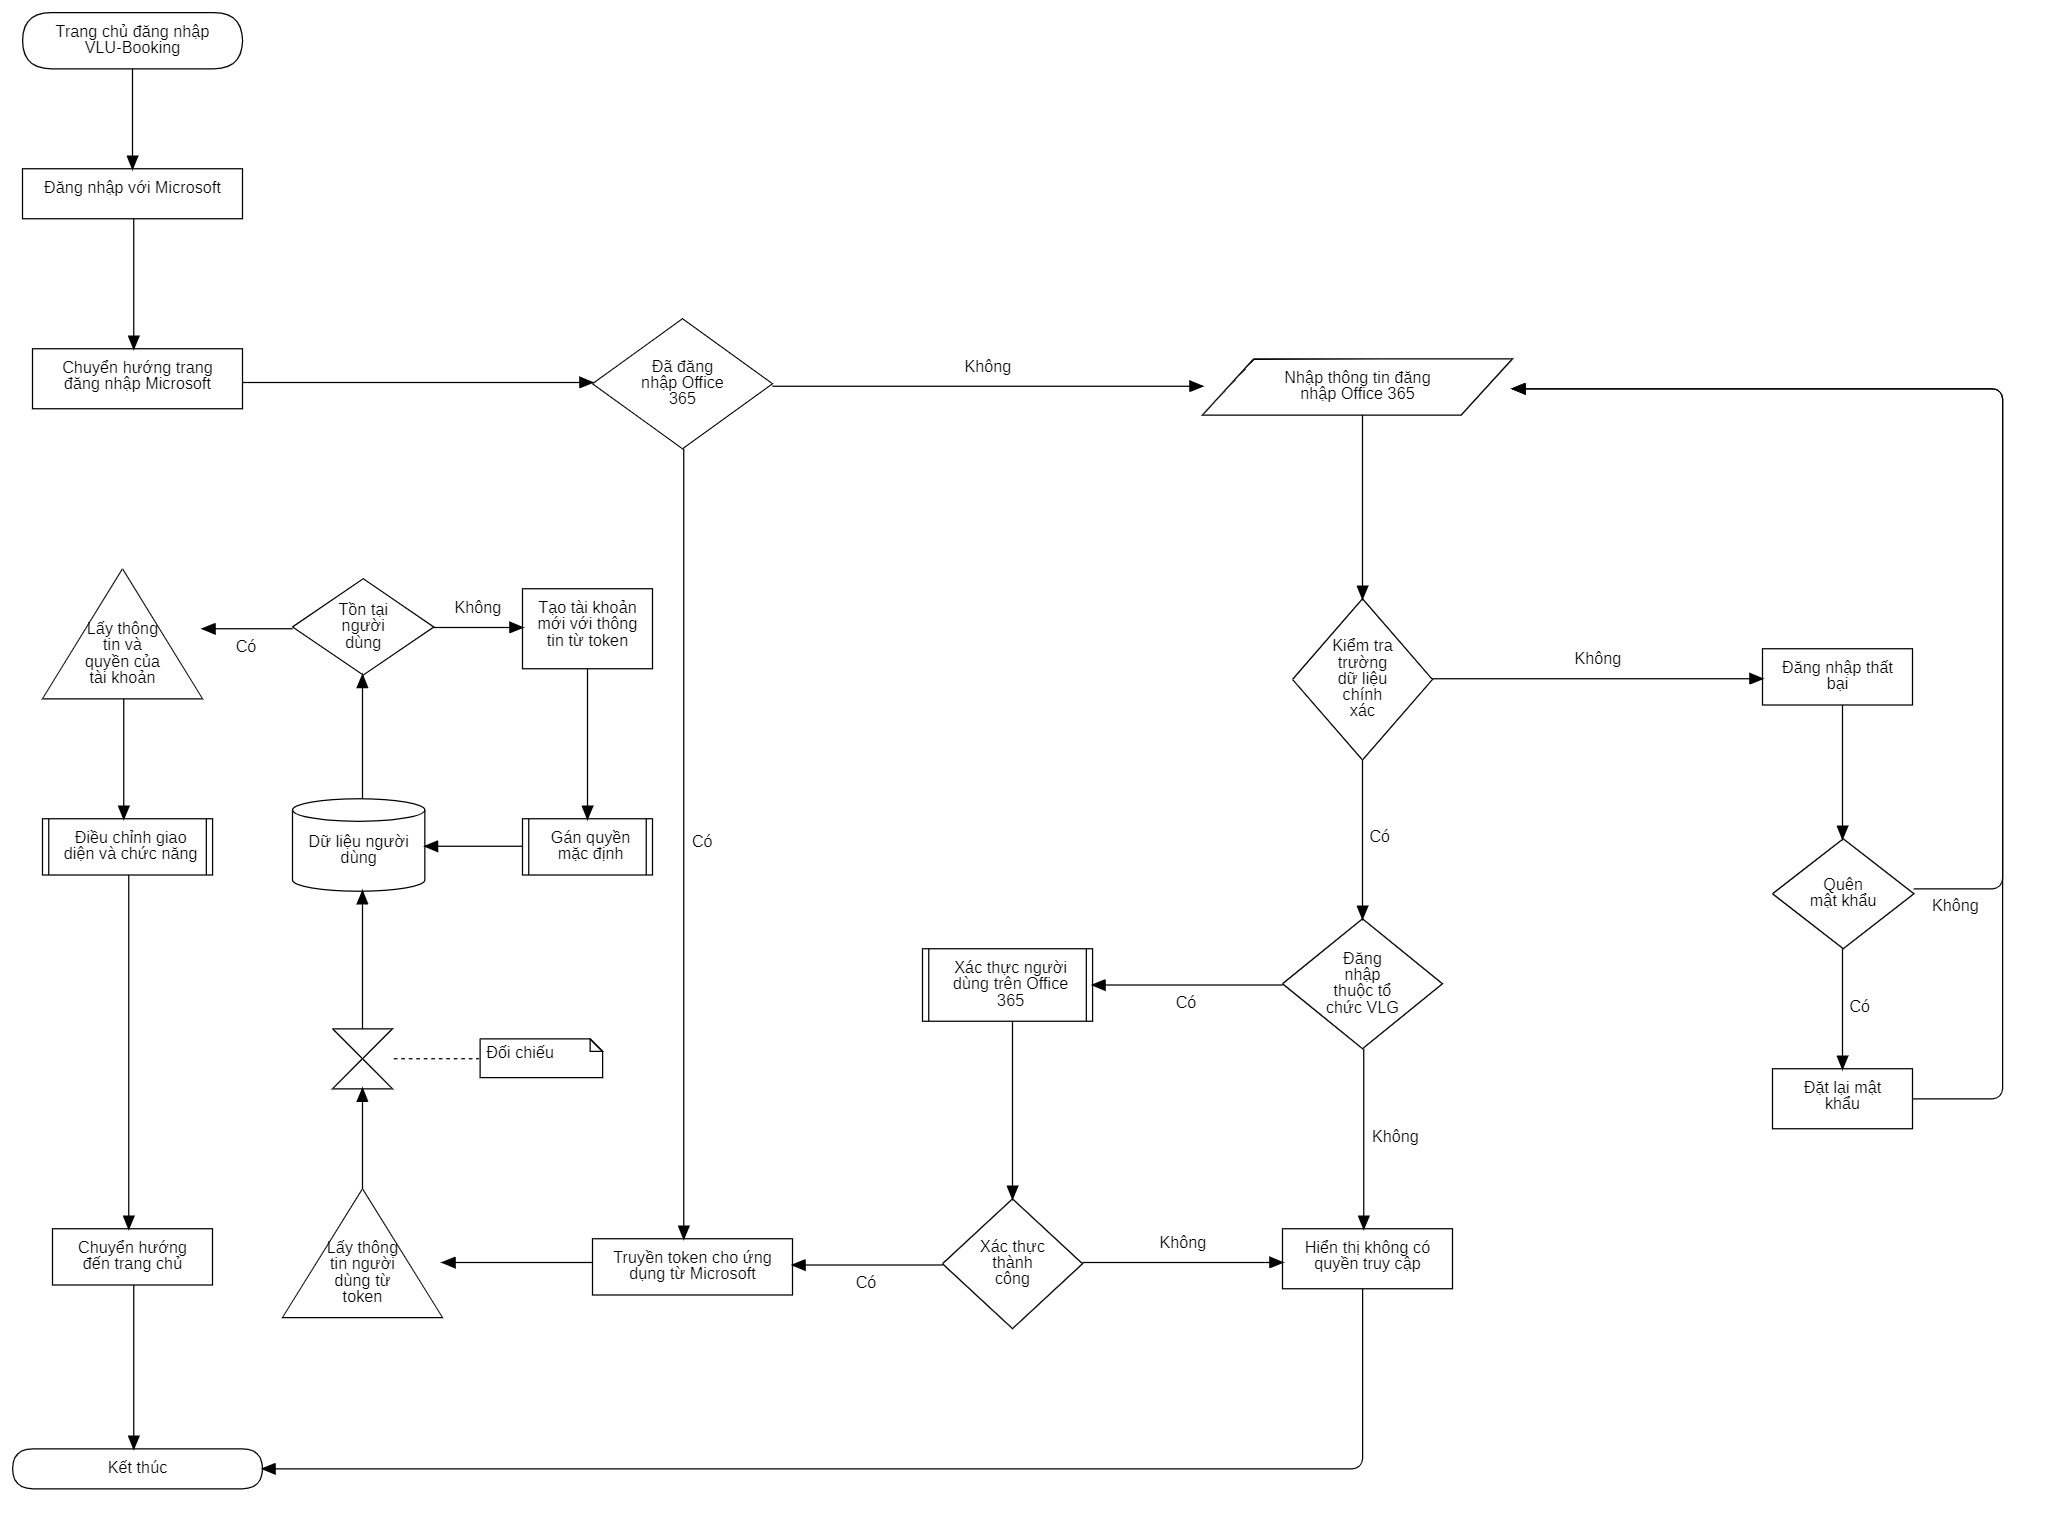 Trang chủ đăng nhập
VLU-Booking
Đăng nhập với Microsoft
Chuyển hướng trang
đăng nhập Microsoft
Đã đăng
nhập Office
365
Không
Nhập thông tin đăng
nhập Office 365
Lấy thông
tin và
quyền của
tài khoản
Có
Tồn tại
người
dùng
Không
Tạo tài khoản
mới với thông
tin từ token
Kiểm tra
trường
dữ liệu
chính
xác
Không
Đăng nhập thất
bại
Điều chỉnh giao
diện và chức năng
Dữ liệu người
dùng
Gán quyền
mặc định
Có
Có
Quên
mật khẩu
Không
Xác thực người
dùng trên Office
365
Có
Đăng
nhập
thuộc tổ
chức VLG
Có
Đối chiếu
Đặt lại mật
khẩu
Không
Chuyển hướng
đến trang chủ
Lấy thông
tin người
dùng từ
token
Truyền token cho ứng
dụng từ Microsoft
Có
Xác thực
thành
công
Không
Hiển thị không có
quyền truy cập
Kết thúc